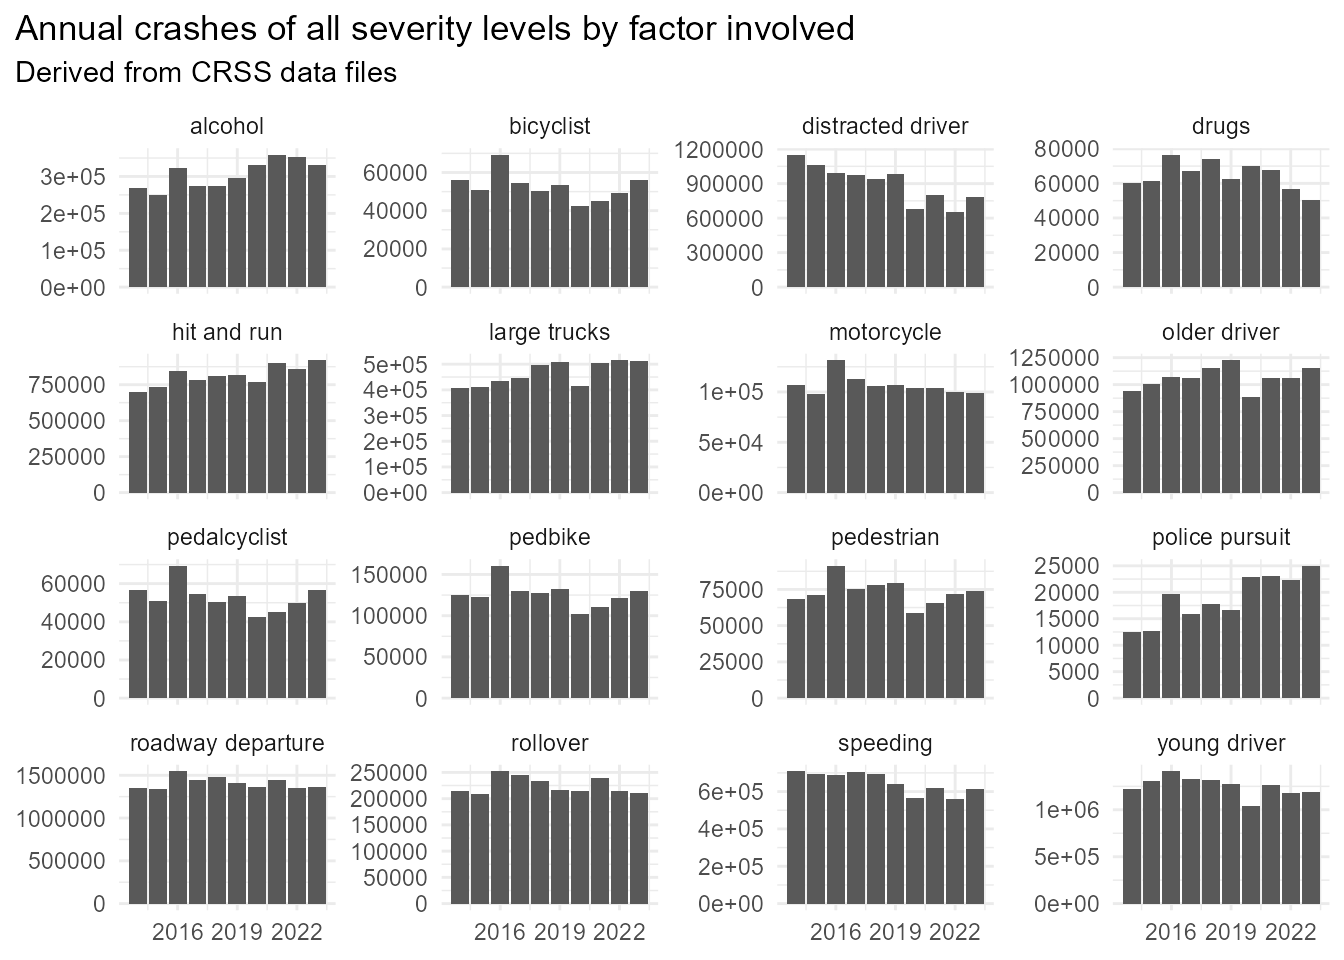 Annual crashes of all severity levels by factor involved
Derived from CRSS data files
alcohol bicyclist distracted driver drugs
3e+05
2e+05
1e+05
0e+00
60000
40000
20000
0
1200000
900000
600000
300000
0
80000
60000
40000
20000
0
hit and run large trucks motorcycle older driver
750000
500000
250000
0
5e+05
4e+05
3e+05
2e+05
1e+05
0e+00
1e+05
5e+04
0e+00
1250000
1000000
750000
500000
250000
0
pedalcyclist pedbike pedestrian police pursuit
60000
40000
20000
0
150000
100000
50000
0
75000
50000
25000
0
25000
20000
15000
10000
5000
0
roadway departure rollover speeding young driver
1500000
1000000
500000
0
250000
200000
150000
100000
50000
0
6e+05
4e+05
2e+05
0e+00
1e+06
5e+05
0e+00
2016 2019 2022 2016 2019 2022 2016 2019 2022 2016 2019 2022